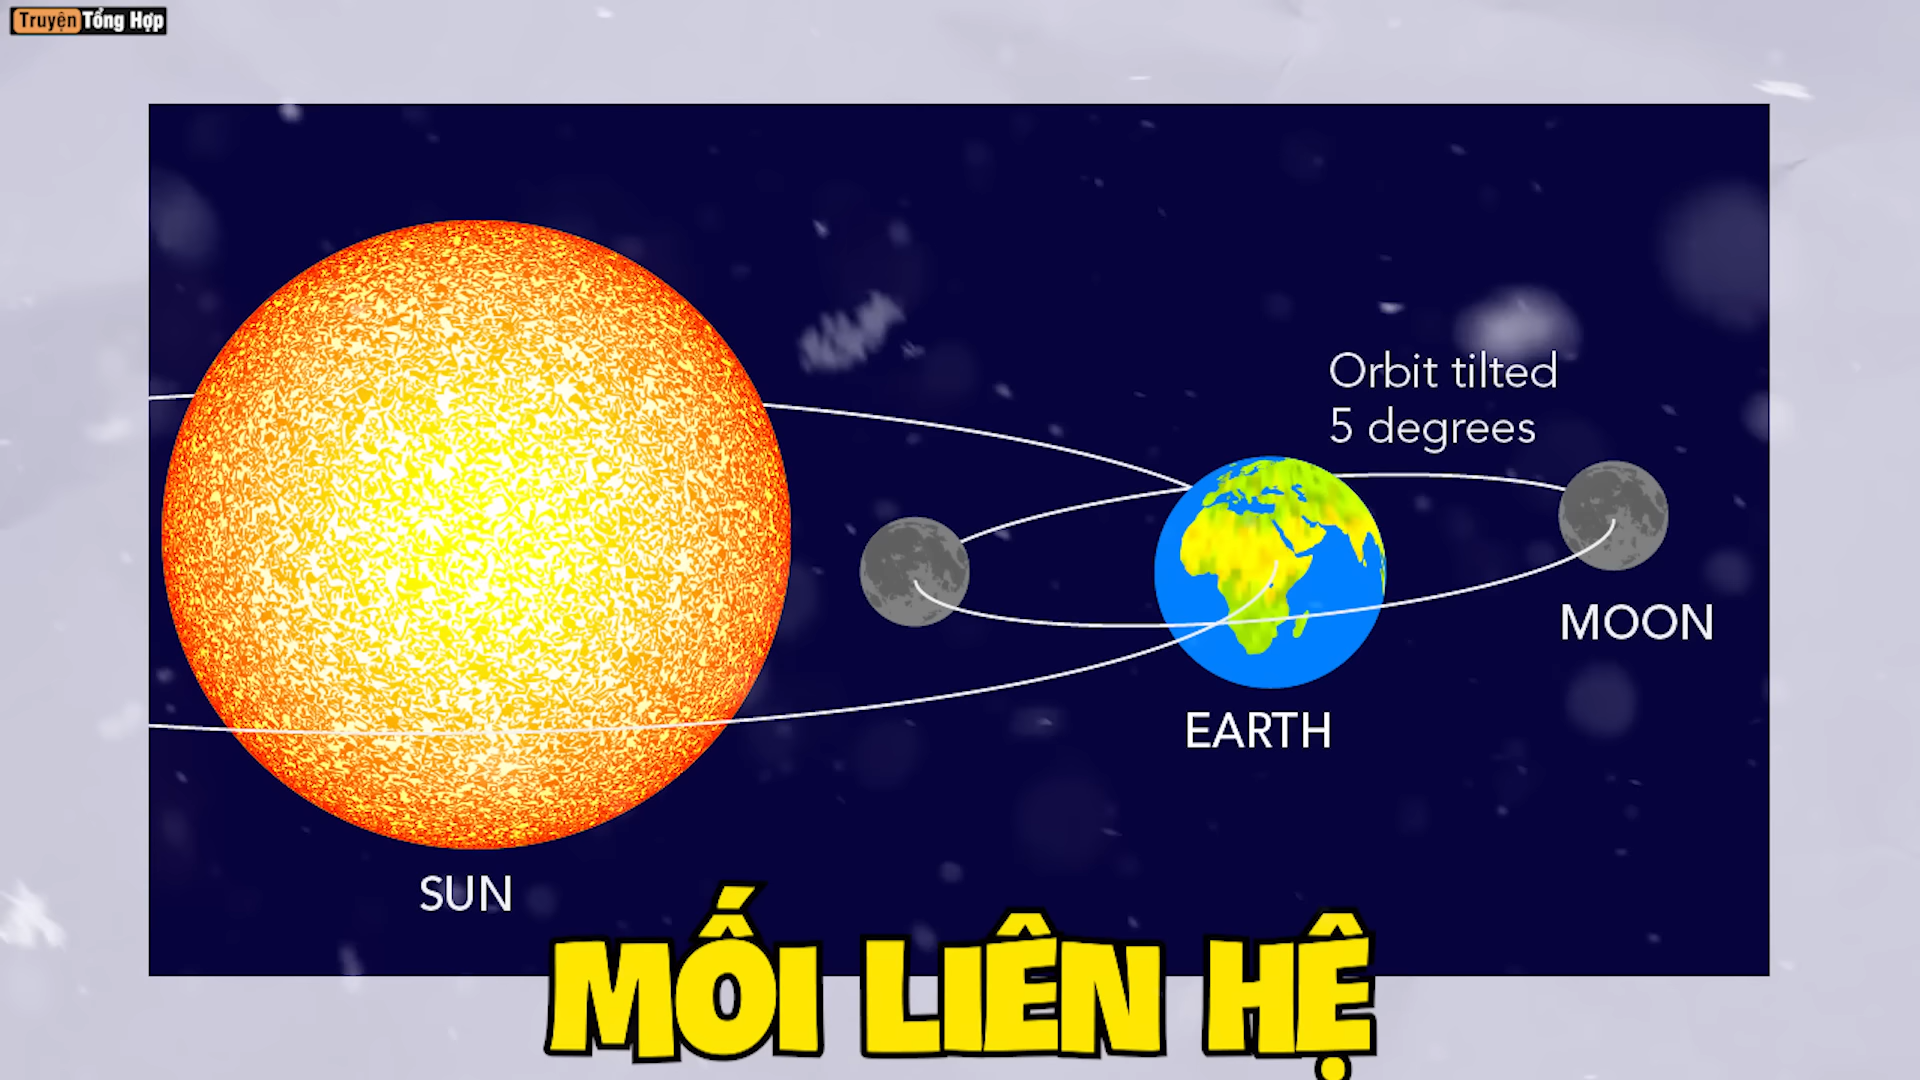 Truyện Tổng Hợp
Orbit tilted
5 degrees
MOON
EARTH
SUN
MỐI LIÊN HỆ